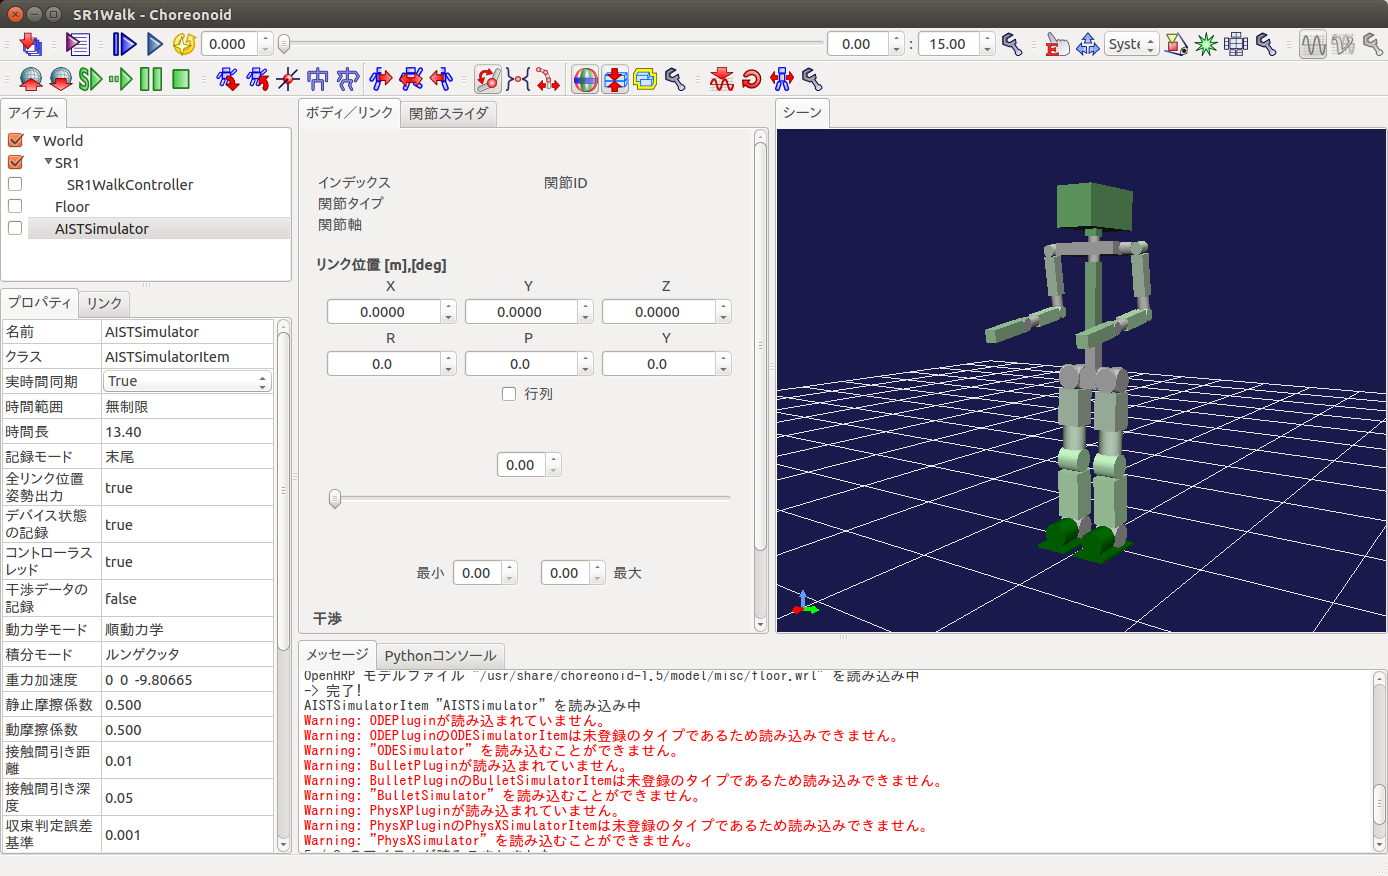 SR1Walk - Choreonoid
0.000
0.00 : 15.00
Syste
アイテム
World
SR1
SR1WalkController
Floor
AISTSimulator
プロパティ リンク
名前 AISTSimulator
クラス AISTSimulatorItem
実時間同期 True
時間範囲 無制限
時間長 13.40
記録モード 末尾
全リンク位置
姿勢出力 true
デバイス状態
の記録 true
コントローラス
レッド true
干渉データの
記録 false
動力学モード 順動力学
積分モード ルンゲクッタ
重力加速度 0 0 -9.80665
静止摩擦係数 0.500
動摩擦係数 0.500
接触間引き距
離 0.01
接触間引き深
度 0.05
収束判定誤差
基準 0.001
ボディ／リンク 関節スライダ
インデックス 関節ID
関節タイプ
関節軸
リンク位置 [m],[deg]
X Y Z
0.0000 0.0000 0.0000
R P Y
0.0 0.0 0.0
行列
0.00
最小 0.00 0.00 最大
干渉
シーン
メッセージ Pythonコンソール
OpenHRP モデルファイル "/usr/share/choreonoid-1.5/model/misc/floor.wrl" を読み込み中
-> 完了!
AISTSimulatorItem "AISTSimulator" を読み込み中
Warning: ODEPluginが読み込まれていません。
Warning: ODEPluginのODESimulatorItemは未登録のタイプであるため読み込みできません。
Warning: "ODESimulator" を読み込むことができません。
Warning: BulletPluginが読み込まれていません。
Warning: BulletPluginのBulletSimulatorItemは未登録のタイプであるため読み込みできません。
Warning: "BulletSimulator" を読み込むことができません。
Warning: PhysXPluginが読み込まれていません。
Warning: PhysXPluginのPhysXSimulatorItemは未登録のタイプであるため読み込みできません。
Warning: "PhysXSimulator" を読み込むことができません。